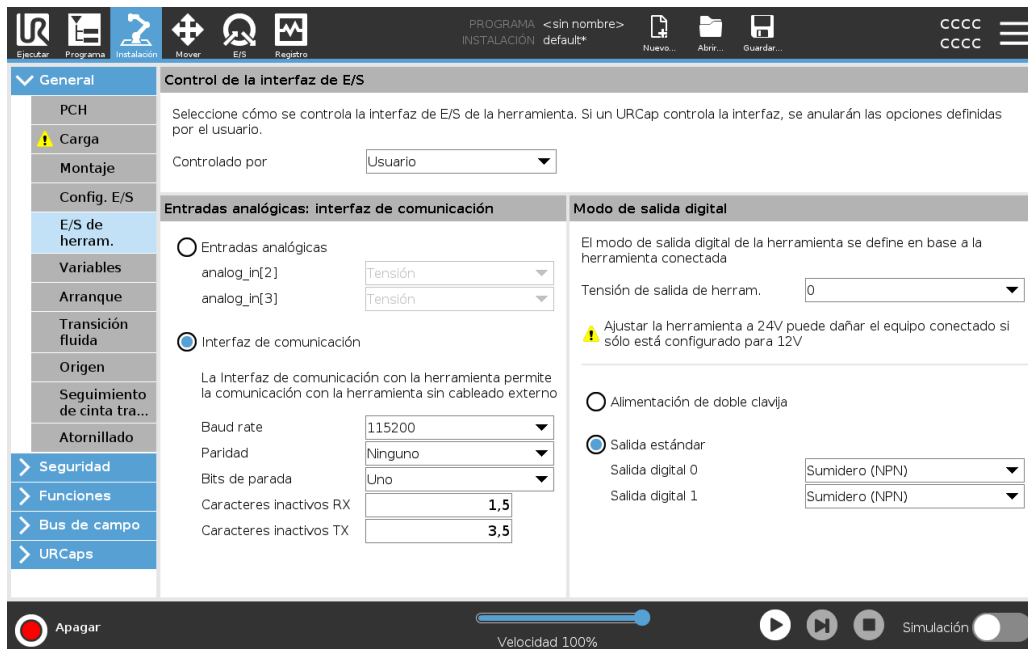 PROGRAMA <sin nombre>
INSTALACIÓN default*
Ejecutar
Programa
Instalación
Mover
E/S
Registro
Nuevo...
Abrir...
Guardar...
CCCC
CCCC
General
PCH
Carga
Montaje
Config. E/S
E/S de
herram.
Variables
Arranque
Transición
fluida
Origen
Seguimiento
de cinta tra...
Atornillado
Seguridad
Funciones
Bus de campo
URCaps
Control de la interfaz de E/S
Seleccione cómo se controla la interfaz de E/S de la herramienta. Si un URCap controla la interfaz, se anularán las opciones definidas
por el usuario.
Controlado por Usuario
Entradas analógicas: interfaz de comunicación
Entradas analógicas
analog_in[2] Tensión
analog_in[3] Tensión
Interfaz de comunicación
La Interfaz de comunicación con la herramienta permite
la comunicación con la herramienta sin cableado externo
Baud rate 115200
Paridad Ninguno
Bits de parada Uno
Caracteres inactivos RX 1,5
Caracteres inactivos TX 3,5
Modo de salida digital
El modo de salida digital de la herramienta se define en base a la
herramienta conectada
Tensión de salida de herram. 0
Ajustar la herramienta a 24V puede dañar el equipo conectado si
sólo está configurado para 12V
Alimentación de doble clavija
Salida estándar
Salida digital 0 Sumidero (NPN)
Salida digital 1 Sumidero (NPN)
Apagar
Velocidad 100%
Simulación